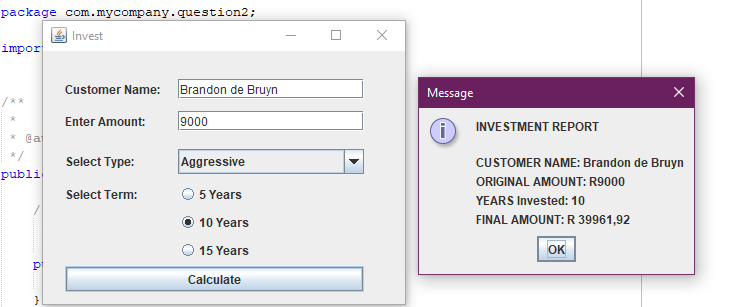 package com.mycompany.question2;
Invest
impor
Customer Name: Brandon de Bruyn
Enter Amount: 9000
Select Type: Aggressive
Select Term: 5 Years
10 Years
15 Years
Calculate
/**
*
* @a
*/
public
/
p
}
Message
INVESTMENT REPORT
CUSTOMER NAME: Brandon de Bruyn
ORIGINAL AMOUNT: R9000
YEARS Invested: 10
FINAL AMOUNT: R 39961,92
OK